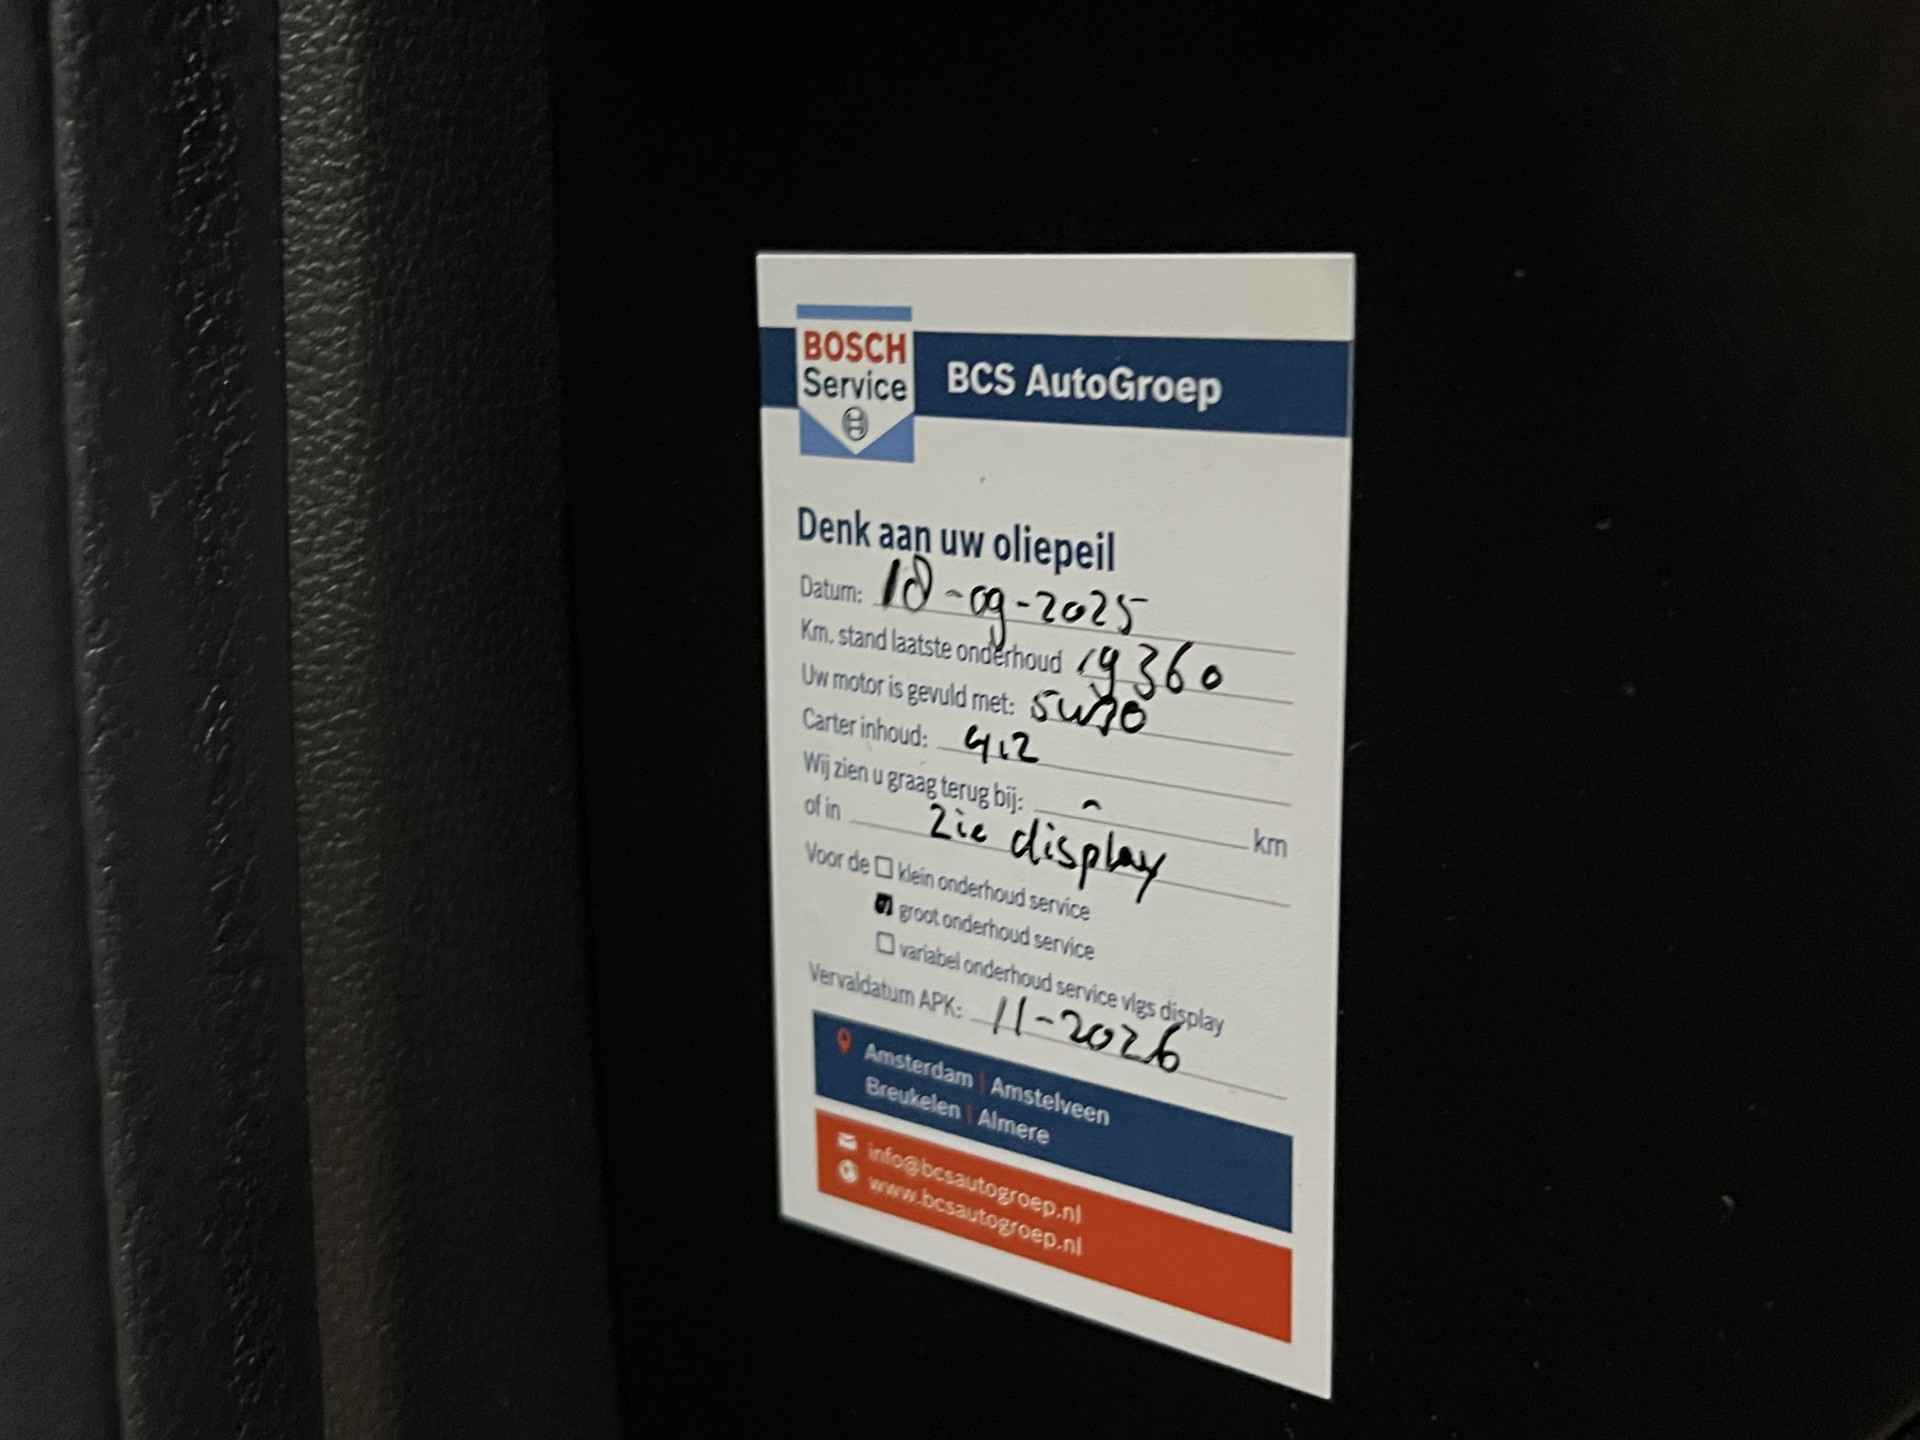 BOSCH
Service
BCS AutoGroep
Denk aan uw oliepeil
Datum: 18-09-2025
Km. stand laatste onderhoud 19360
Uw motor is gevuld met: 5W30
Carter inhoud: 4,2
Wij zien u graag terug bij: - km
of in Zie display
Voor de ☐ klein onderhoud service
☒ groot onderhoud service
☐ variabel onderhoud service vlgs display
Vervaldatum APK: 11-2026
Amsterdam | Amstelveen
Breukelen | Almere
info@bcsautogroep.nl
www.bcsautogroep.nl